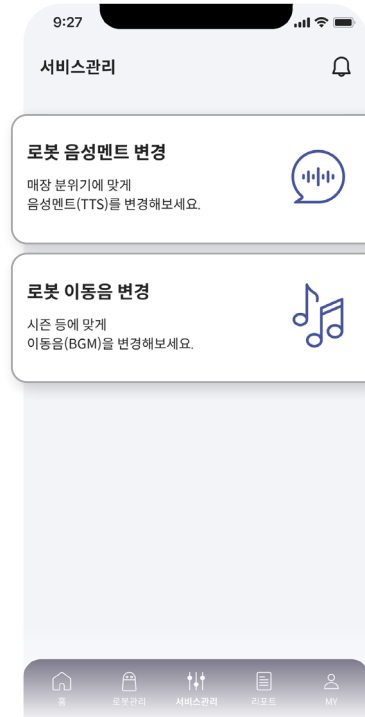 9:27
서비스관리
로봇 음성멘트 변경
매장 분위기에 맞게
음성멘트(TTS)를 변경해보세요.
로봇 이동음 변경
시즌 등에 맞게
이동음(BGM)을 변경해보세요.
홈 로봇관리 서비스관리 리포트 MY